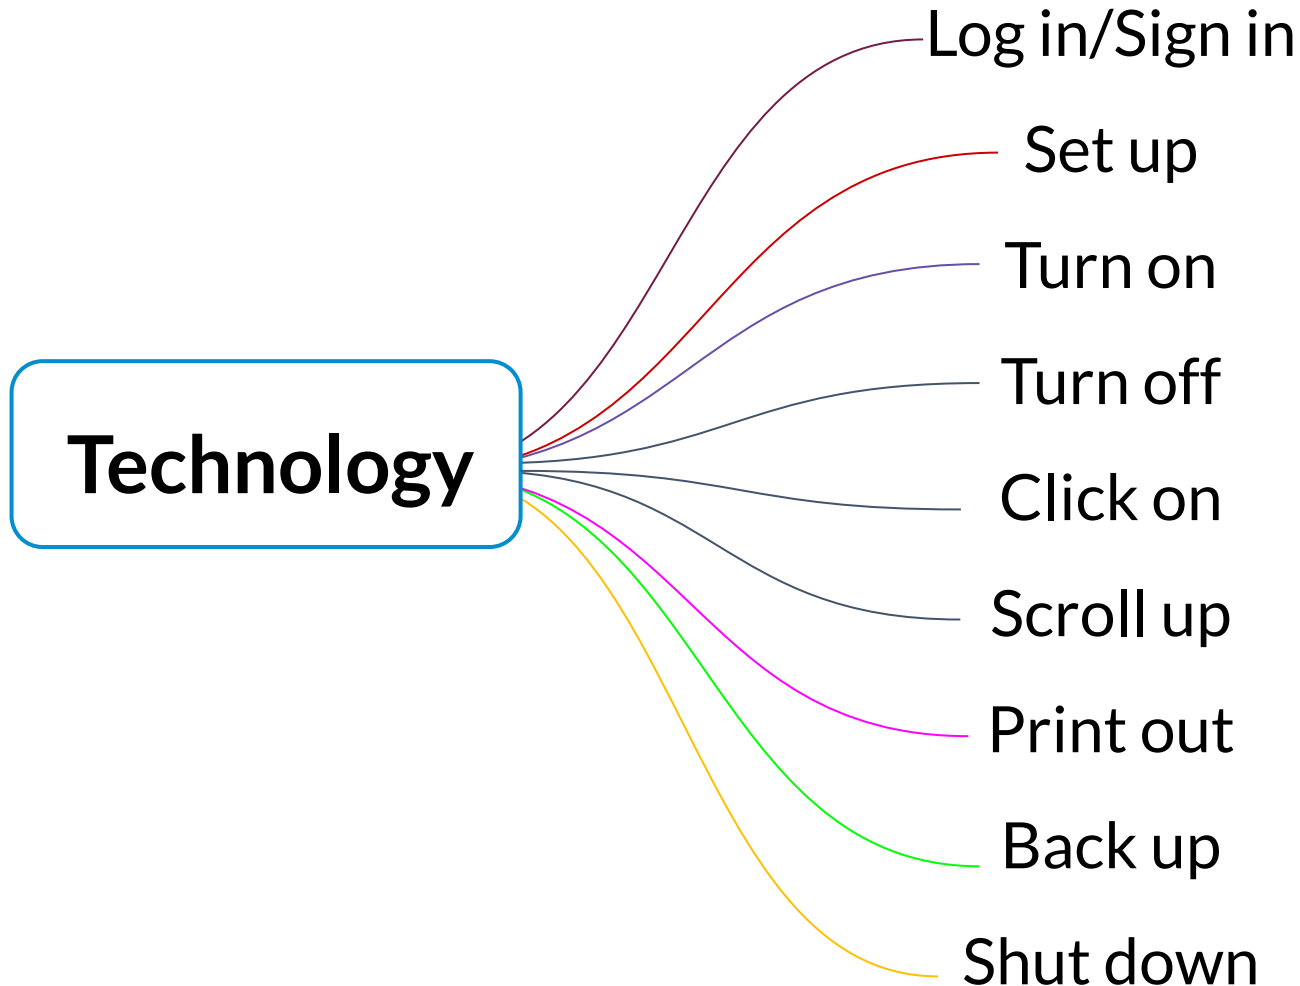 Technology
Log in/Sign in
Set up
Turn on
Turn off
Click on
Scroll up
Print out
Back up
Shut down